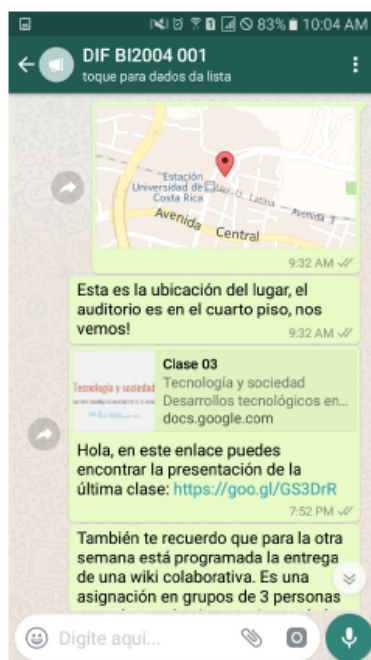 83% 10:04 AM
DIF BI2004 001
toque para dados da lista
Estación
Universidad de
Costa Rica
U. Latina
Avenida 3
Avenida Central
9:32 AM
Esta es la ubicación del lugar, el
auditorio es en el cuarto piso, nos
vemos!
9:32 AM
Clase 03
Tecnología y sociedad
Tecnología y sociedad
Desarrollos tecnológicos en...
docs.google.com
Hola, en este enlace puedes
encontrar la presentación de la
última clase: https://goo.gl/GS3DrR
7:52 PM
También te recuerdo que para la otra
semana está programada la entrega
de una wiki colaborativa. Es una
asignación en grupos de 3 personas
Digite aqui...